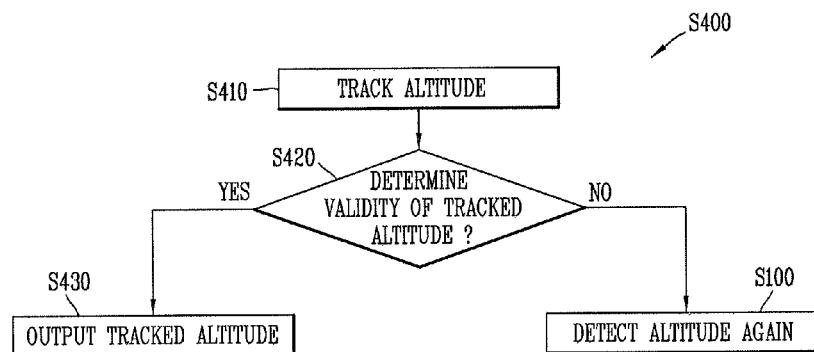 S400
S410
TRACK ALTITUDE
S420
YES
DETERMINE
VALIDITY OF TRACKED
ALTITUDE ?
NO
S430
OUTPUT TRACKED ALTITUDE
S100
DETECT ALTITUDE AGAIN